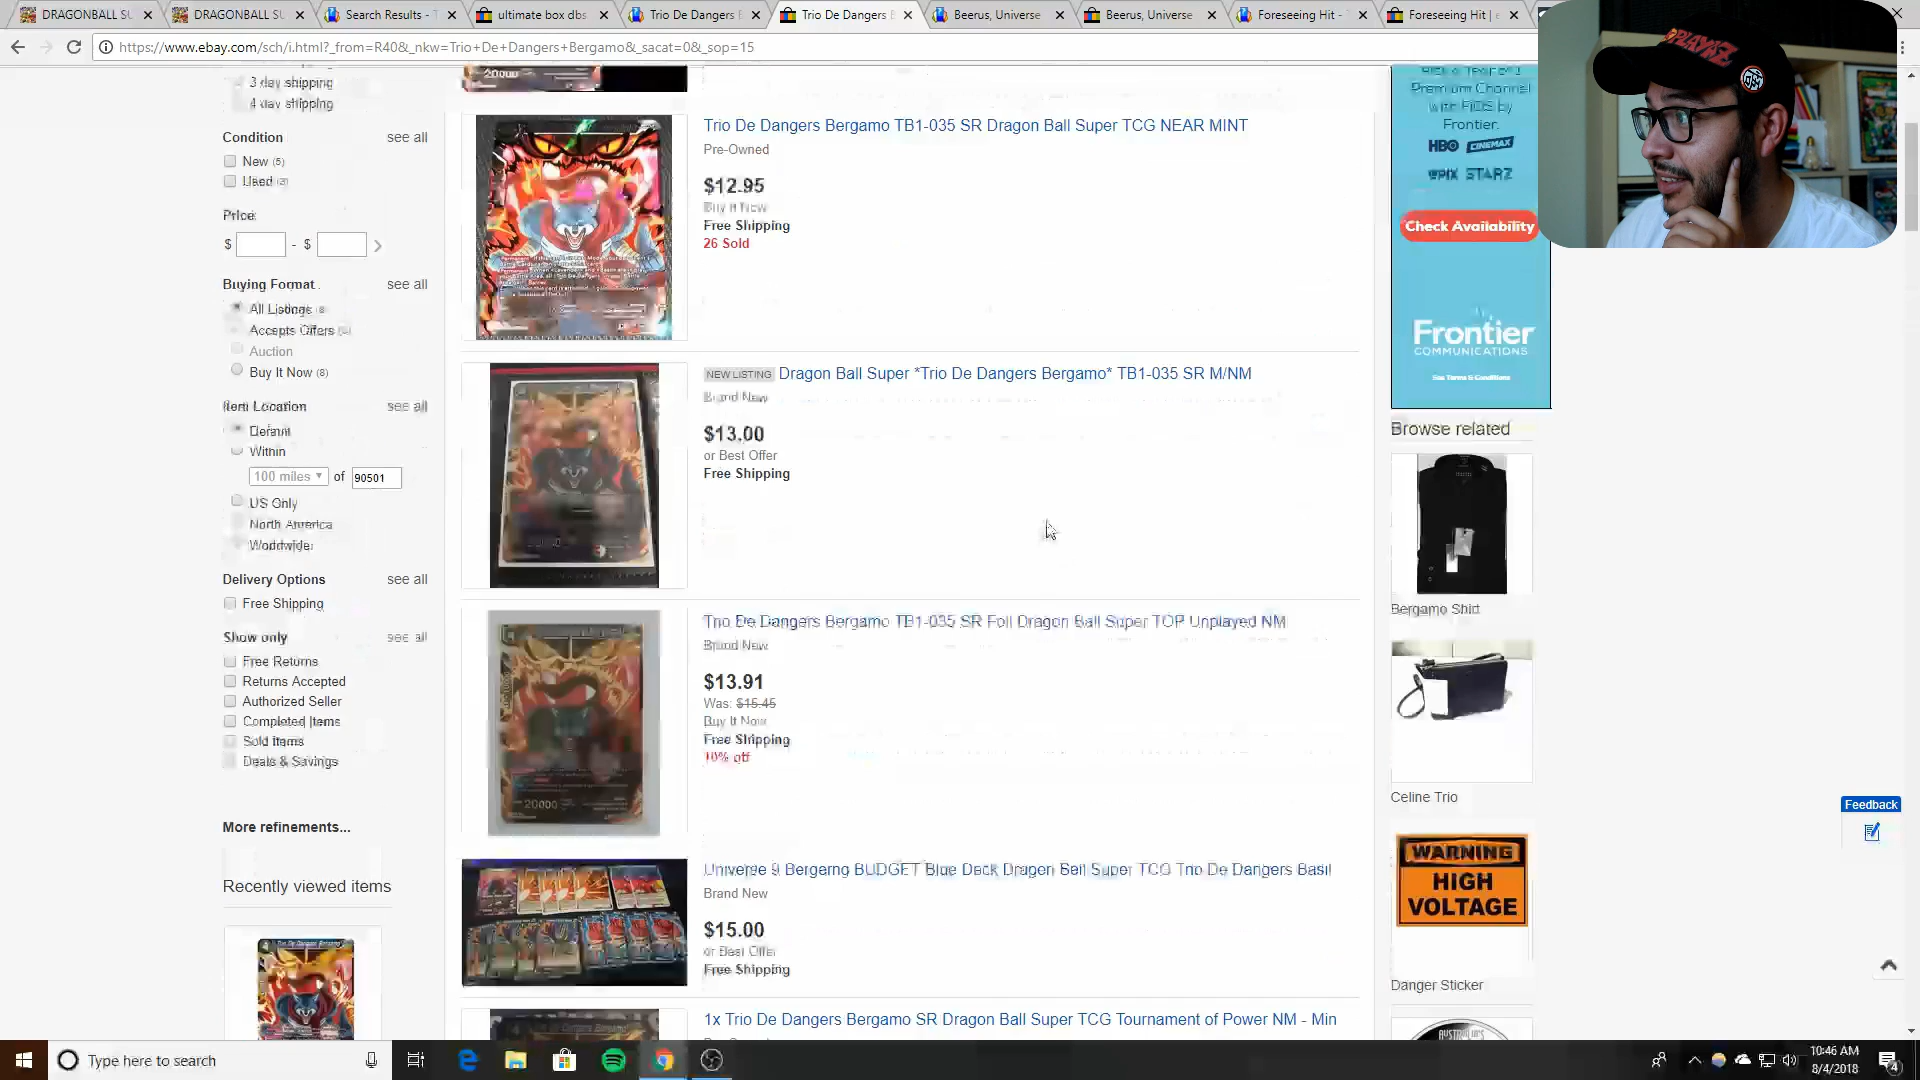 DRAGONBALL SU
DRAGONBALL SU
Search Results - T
ultimate box dbs
Trio De Dangers B
Trio De Dangers B
Beerus, Universe
Beerus, Universe
Foreseeing Hit - T
Foreseeing Hit | e
https://www.ebay.com/sch/i.html?_from=R40&_nkw=Trio+De+Dangers+Bergamo&_sacat=0&_sop=15
3 day shipping
4 day shipping
Condition see all
New (5)
Used (3)
Price
$ - $
Buying Format see all
All Listings
Accepts Offers
Auction
Buy It Now (8)
Item Location see all
Default
Within
100 miles of 90501
US Only
North America
Worldwide
Delivery Options see all
Free Shipping
Show only see all
Free Returns
Returns Accepted
Authorized Seller
Completed Items
Sold Items
Deals & Savings
More refinements...
Recently viewed items
Trio De Dangers Bergamo
20000
Trio De Dangers Bergamo TB1-035 SR Dragon Ball Super TCG NEAR MINT
Pre-Owned
$12.95
Buy It Now
Free Shipping
26 Sold
NEW LISTING Dragon Ball Super *Trio De Dangers Bergamo* TB1-035 SR M/NM
Brand New
$13.00
or Best Offer
Free Shipping
Trio De Dangers Bergamo TB1-035 SR Foil Dragon Ball Super TOP Unplayed NM
Brand New
$13.91
Was: $15.45
Buy It Now
Free Shipping
10% off
20000
Universe 9 Bergamo BUDGET Blue Deck Dragon Ball Super TCG Trio De Dangers Basil
Brand New
$15.00
or Best Offer
Free Shipping
1x Trio De Dangers Bergamo SR Dragon Ball Super TCG Tournament of Power NM - Min
Premium Channel
with FiOS by
Frontier.
HBO CINEMAX
epix STARZ
Check Availability
Frontier
COMMUNICATIONS
See Terms & Conditions
Browse related
Bergamo Shirt
Celine Trio
WARNING
HIGH
VOLTAGE
Danger Sticker
AUSTRALIA'S
Feedback
Type here to search
10:46 AM
8/4/2018
4